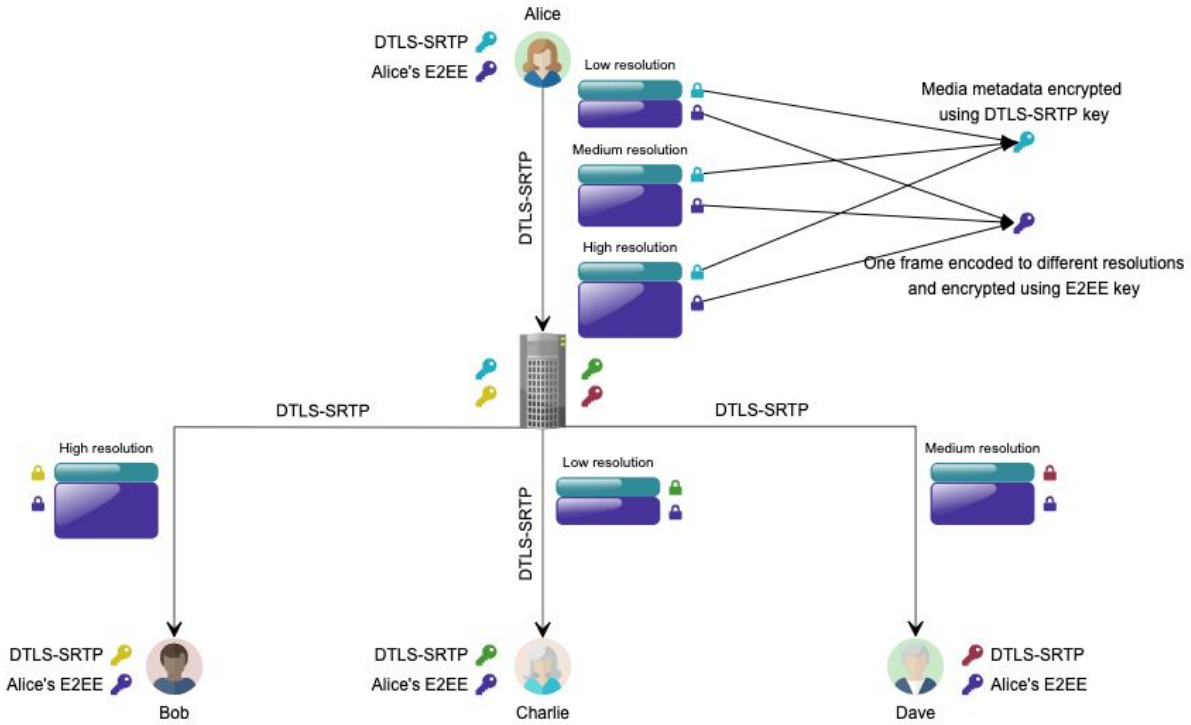 Alice
DTLS-SRTP
Alice's E2EE
Low resolution
Media metadata encrypted
using DTLS-SRTP key
Medium resolution
DTLS-SRTP
High resolution
One frame encoded to different resolutions
and encrypted using E2EE key
DTLS-SRTP
DTLS-SRTP
High resolution
Low resolution
Medium resolution
DTLS-SRTP
DTLS-SRTP
Alice's E2EE
Bob
DTLS-SRTP
Alice's E2EE
Charlie
DTLS-SRTP
Alice's E2EE
Dave